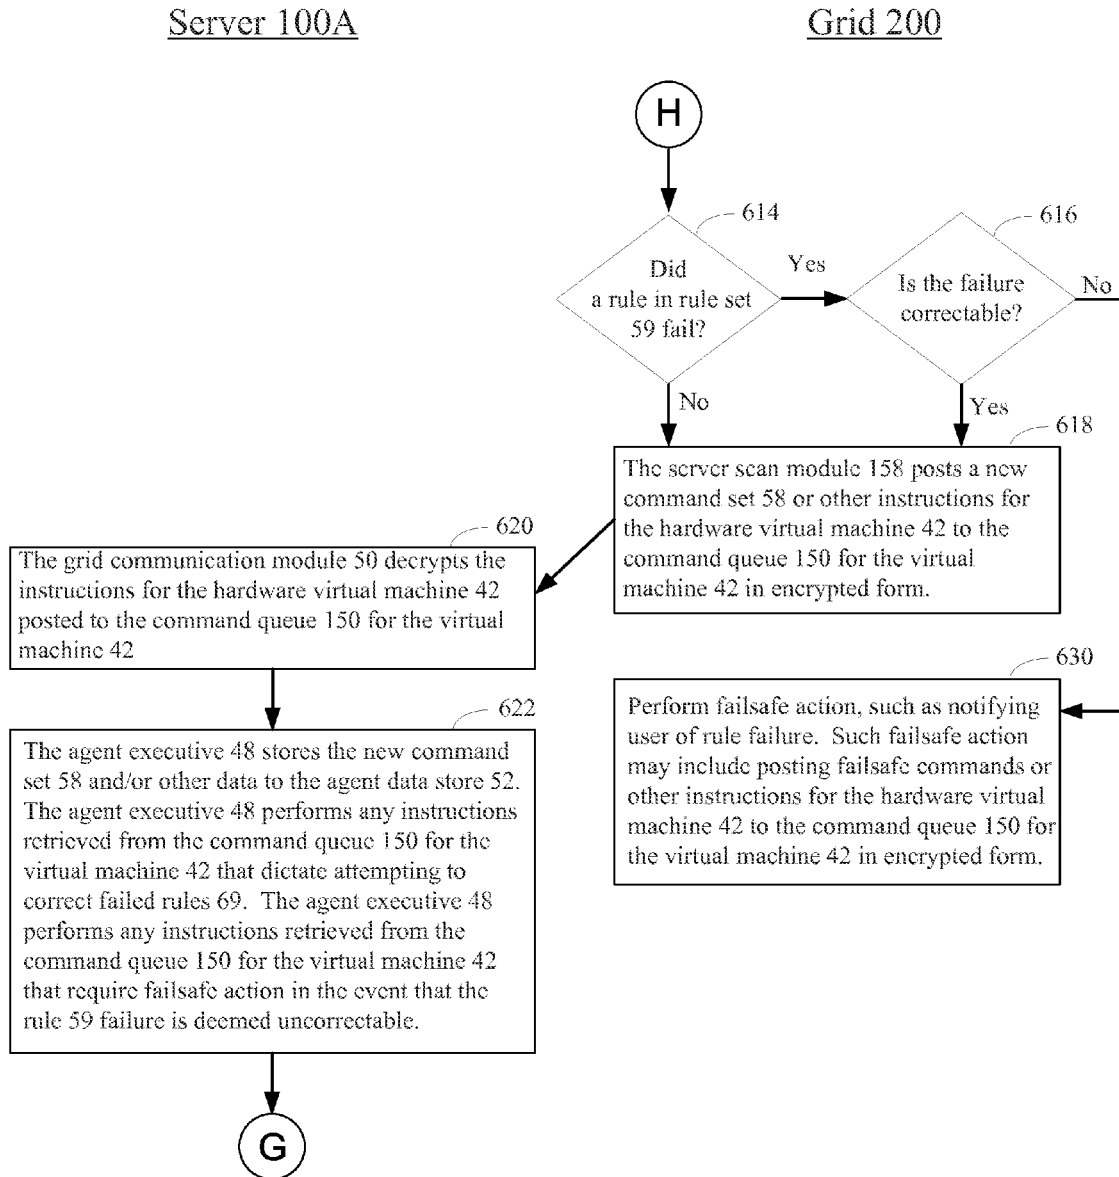 Server 100A
Grid 200
H
614
Did
a rule in rule set
59 fail?
Yes
616
Is the failure
correctable?
No
No
Yes
618
The server scan module 158 posts a new
command set 58 or other instructions for
the hardware virtual machine 42 to the
command queue 150 for the virtual
machine 42 in encrypted form.
620
The grid communication module 50 decrypts the
instructions for the hardware virtual machine 42
posted to the command queue 150 for the virtual
machine 42
630
Perform failsafe action, such as notifying
user of rule failure. Such failsafe action
may include posting failsafe commands or
other instructions for the hardware virtual
machine 42 to the command queue 150 for
the virtual machine 42 in encrypted form.
622
The agent executive 48 stores the new command
set 58 and/or other data to the agent data store 52.
The agent executive 48 performs any instructions
retrieved from the command queue 150 for the
virtual machine 42 that dictate attempting to
correct failed rules 69. The agent executive 48
performs any instructions retrieved from the
command queue 150 for the virtual machine 42
that require failsafe action in the event that the
rule 59 failure is deemed uncorrectable.
G